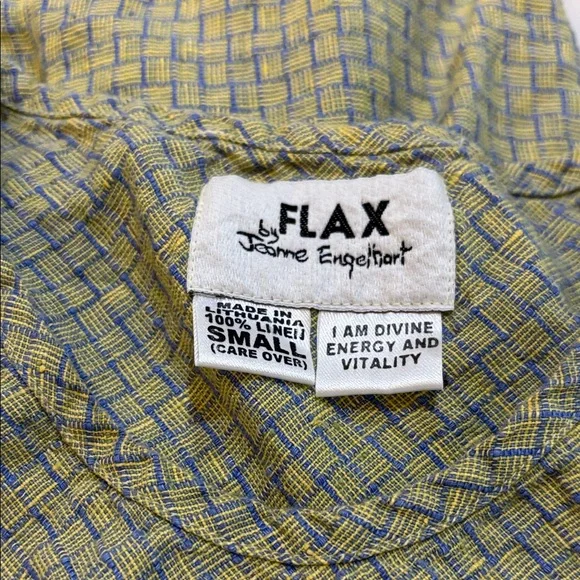 FLAX
by
Jeanne Engelhart
MADE IN
LITHUANIA
100% LINEN
SMALL
(CARE OVER)
I AM DIVINE
ENERGY AND
VITALITY